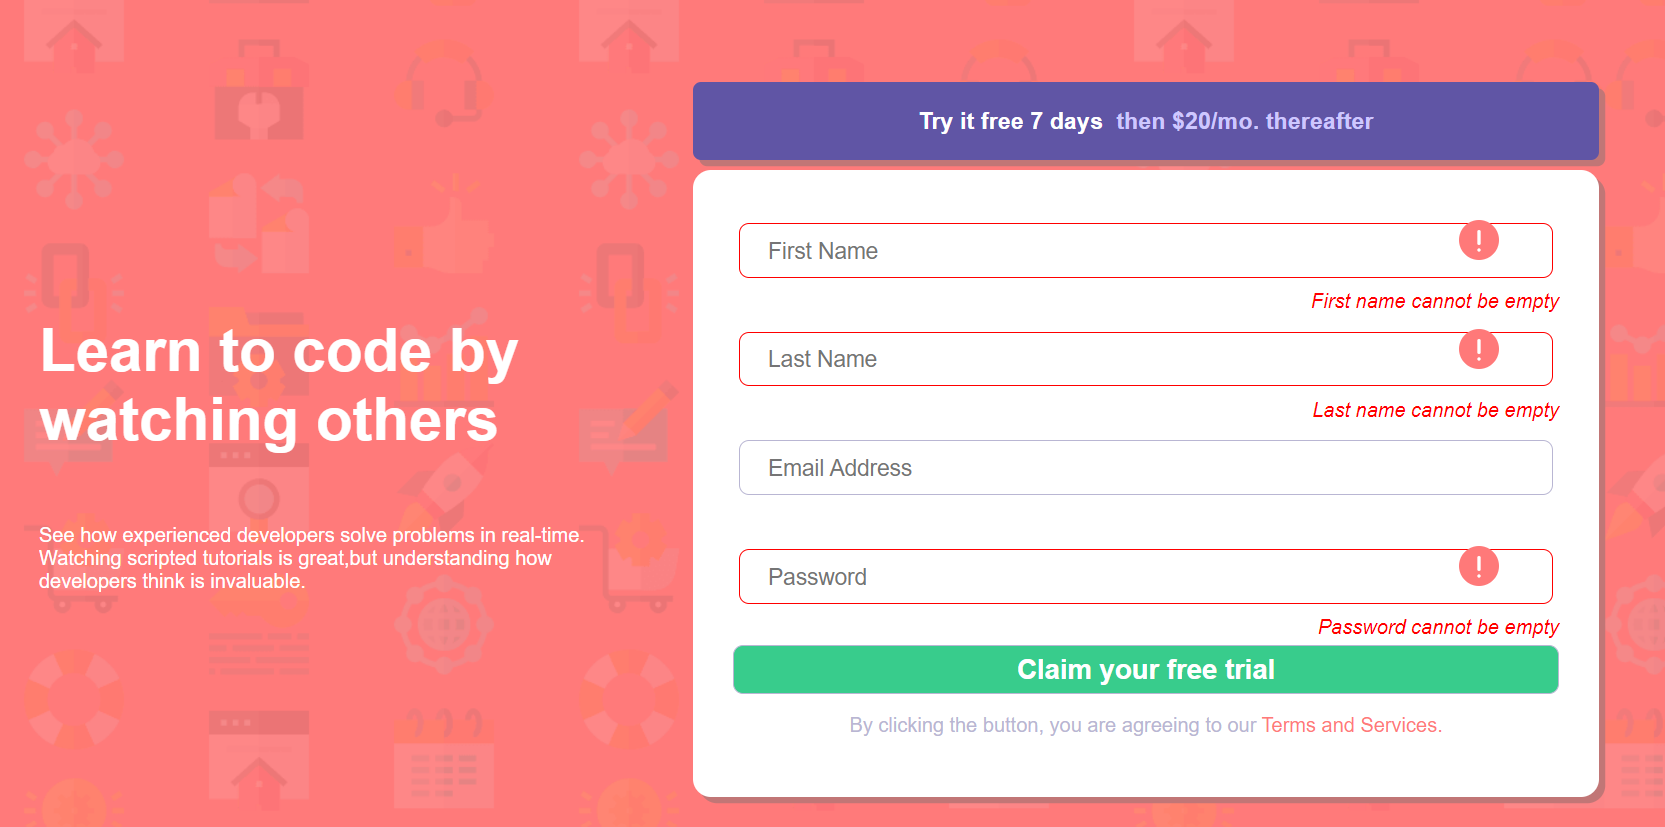 Learn to code by
watching others
See how experienced developers solve problems in real-time.
Watching scripted tutorials is great,but understanding how
developers think is invaluable.
Try it free 7 days then $20/mo. thereafter
First Name
First name cannot be empty
Last Name
Last name cannot be empty
Email Address
Password
Password cannot be empty
Claim your free trial
By clicking the button, you are agreeing to our Terms and Services.